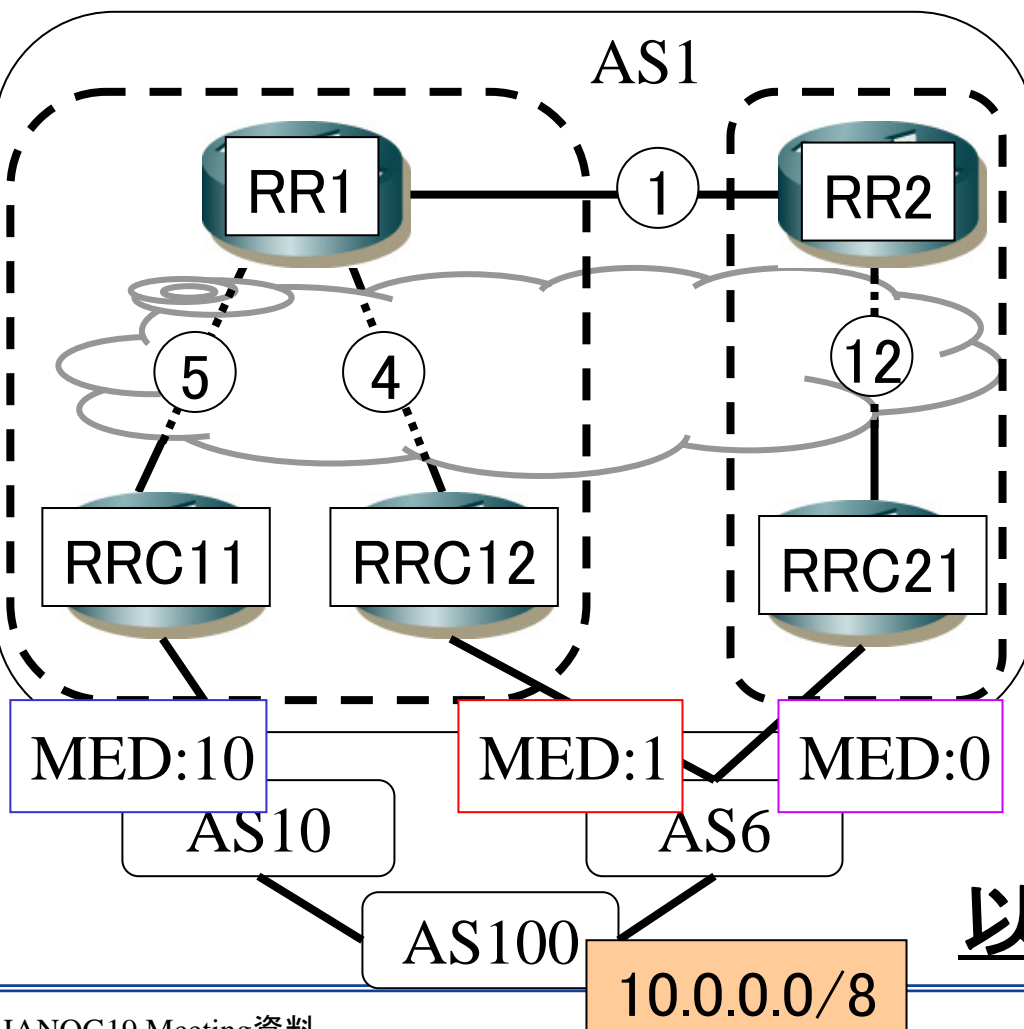 AS1
RR1
1
RR2
5
4
12
RRC11
RRC12
RRC21
MED:10
MED:1
MED:0
AS10
AS6
AS100
以
10.0.0.0/8
JANOG19 Meeting資料